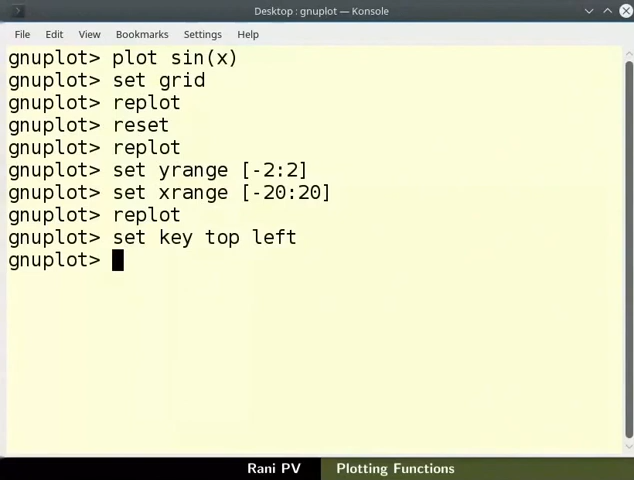 Desktop : gnuplot — Konsole
File Edit View Bookmarks Settings Help
gnuplot> plot sin(x)
gnuplot> set grid
gnuplot> replot
gnuplot> reset
gnuplot> replot
gnuplot> set yrange [-2:2]
gnuplot> set xrange [-20:20]
gnuplot> replot
gnuplot> set key top left
gnuplot>
Rani PV Plotting Functions